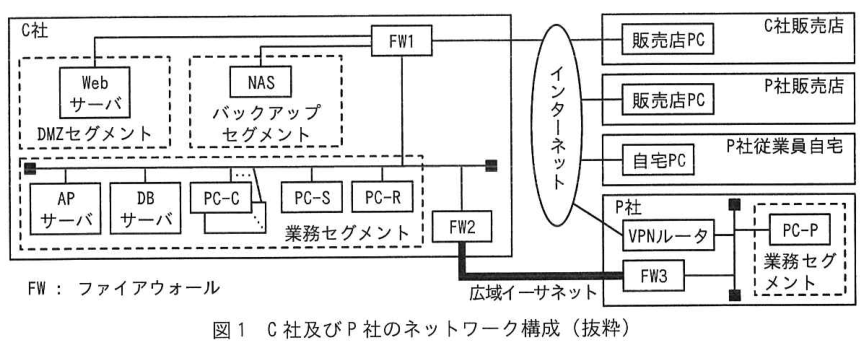 C社
FW1
Web
サーバ
DMZセグメント
NAS
バックアップ
セグメント
AP
サーバ
DB
サーバ
PC-C
PC-S
PC-R
業務セグメント
FW2
インターネット
C社販売店
販売店PC
P社販売店
販売店PC
P社従業員自宅
自宅PC
P社
VPNルータ
PC-P
業務セグ
メント
FW3
広域イーサネット
FW : ファイアウォール
図1 C社及びP社のネットワーク構成（抜粋）